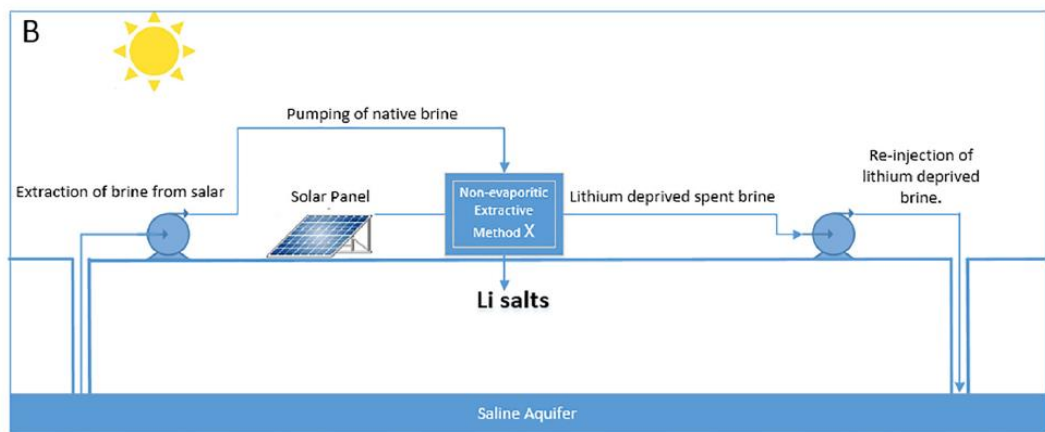 B
Pumping of native brine
Extraction of brine from salar
Solar Panel
Non-evaporitic
Extractive
Method X
Lithium deprived spent brine
Re-injection of
lithium deprived
brine.
Li salts
Saline Aquifer